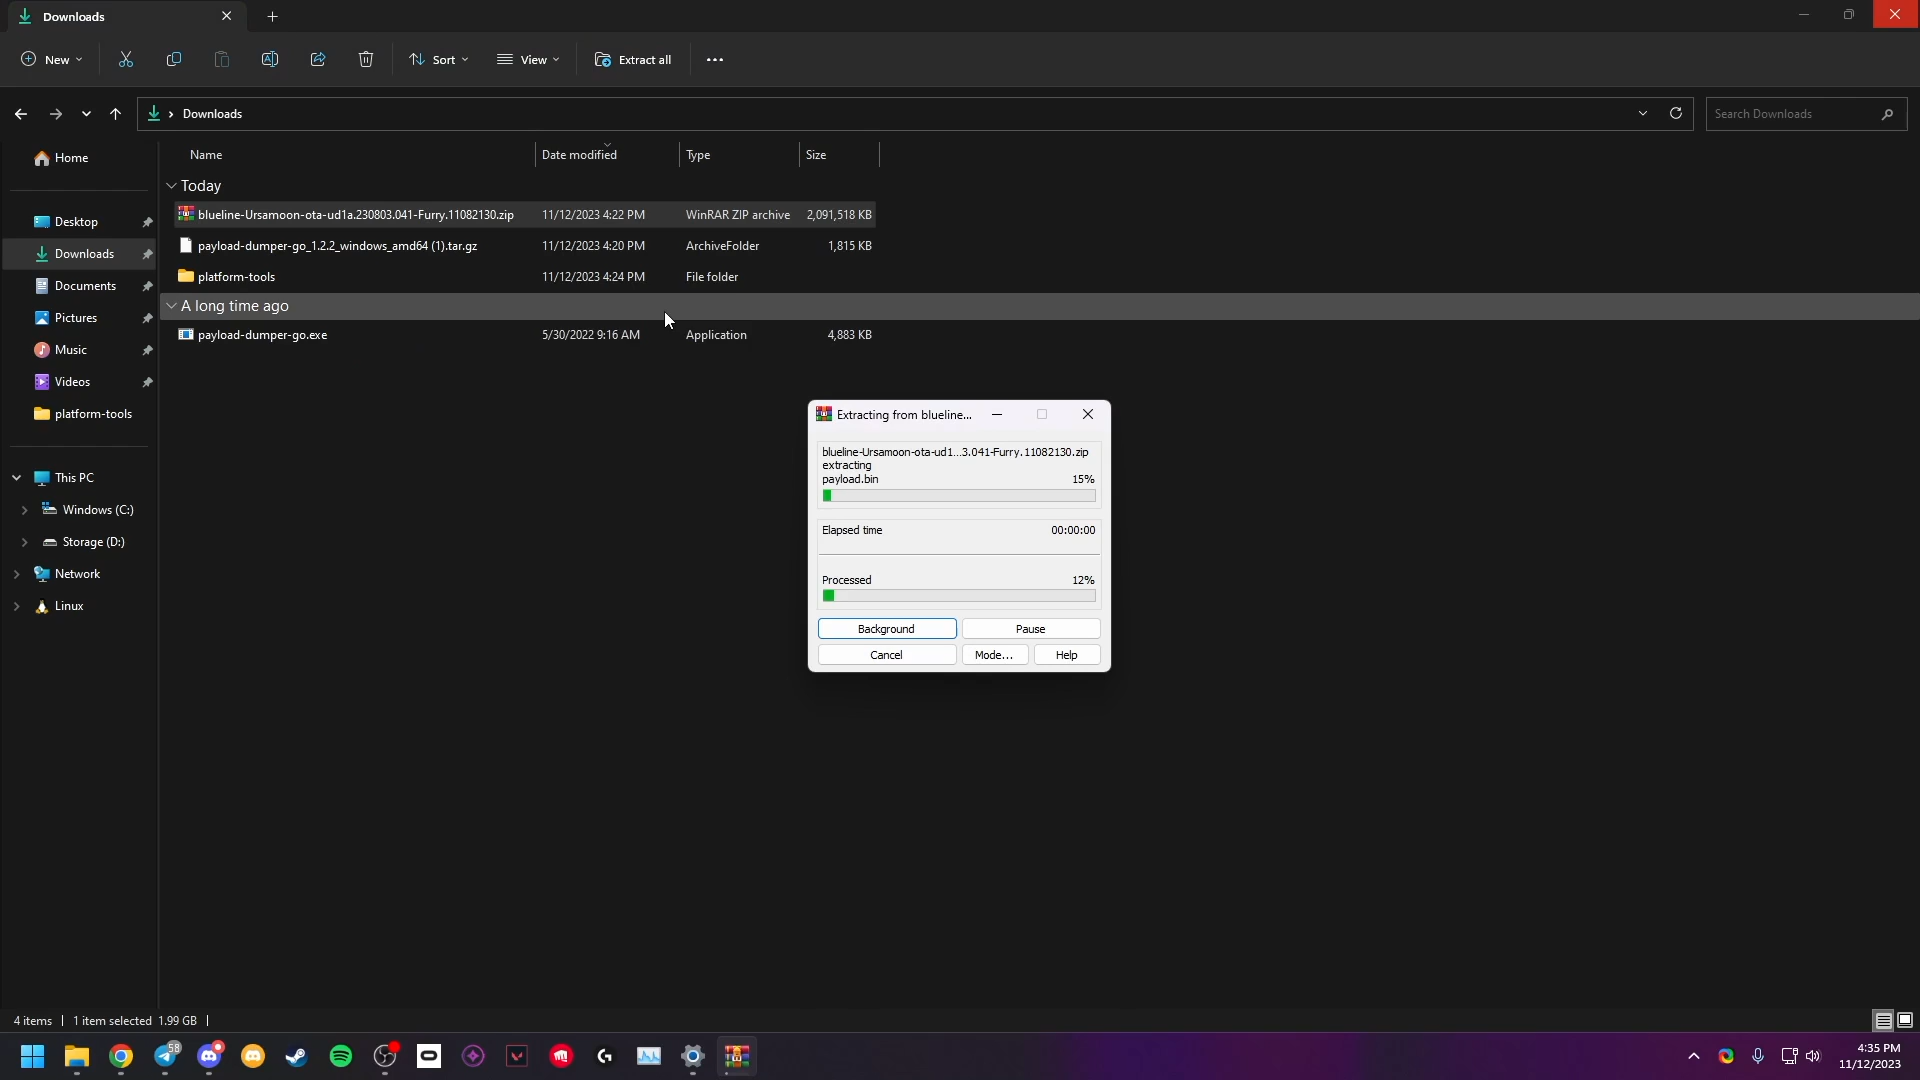 Downloads
New
Sort
View
Extract all
Downloads
Search Downloads
Home
Desktop
Downloads
Documents
Pictures
Music
Videos
platform-tools
This PC
Windows (C:)
Storage (D:)
Network
Linux
Name Date modified Type Size
Today
blueline-Ursamoon-ota-ud1a.230803.041-Furry.11082130.zip 11/12/2023 4:22 PM WinRAR ZIP archive 2,091,518 KB
payload-dumper-go_1.2.2_windows_amd64 (1).tar.gz 11/12/2023 4:20 PM ArchiveFolder 1,815 KB
platform-tools 11/12/2023 4:24 PM File folder
A long time ago
payload-dumper-go.exe 5/30/2022 9:16 AM Application 4,883 KB
Extracting from blueline...
blueline-Ursamoon-ota-ud1...3.041-Furry.11082130.zip
extracting
payload.bin 15%
Elapsed time 00:00:00
Processed 12%
Background Pause
Cancel Mode... Help
4 items 1 item selected 1.99 GB
58
4:35 PM
11/12/2023